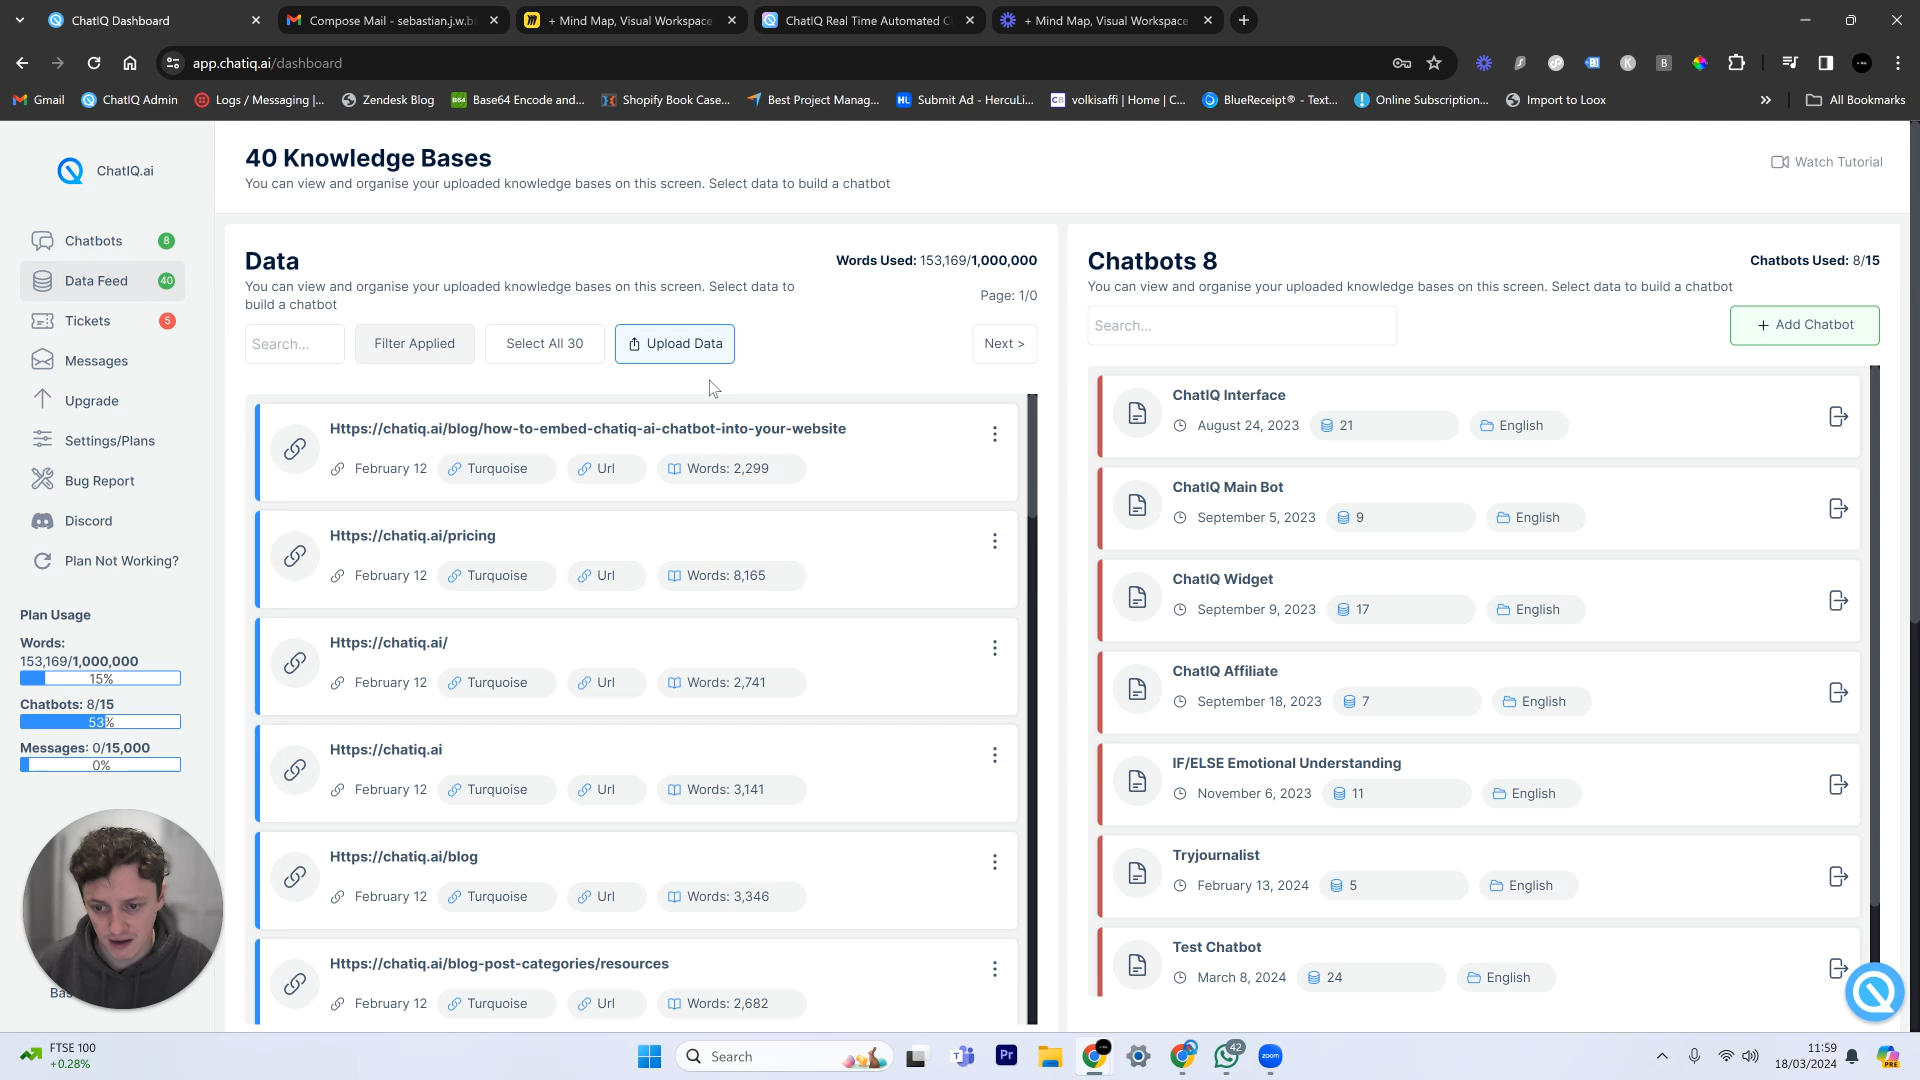 ChatIQ Dashboard
Compose Mail - sebastian.j.w.b
+ Mind Map, Visual Workspace
ChatIQ Real Time Automated C
+ Mind Map, Visual Workspace
app.chatiq.ai/dashboard
Gmail
ChatIQ Admin
Logs / Messaging |...
Zendesk Blog
Base64 Encode and...
Shopify Book Case...
Best Project Manag...
Submit Ad - HercuLi...
volkisaffi | Home | C...
BlueReceipt® - Text...
Online Subscription...
Import to Loox
All Bookmarks
ChatIQ.ai
Chatbots 8
Data Feed 40
Tickets 5
Messages
Upgrade
Settings/Plans
Bug Report
Discord
Plan Not Working?
Plan Usage
Words:
153,169/1,000,000
15%
Chatbots: 8/15
53%
Messages: 0/15,000
0%
40 Knowledge Bases
You can view and organise your uploaded knowledge bases on this screen. Select data to build a chatbot
Watch Tutorial
Data
Words Used: 153,169/1,000,000
You can view and organise your uploaded knowledge bases on this screen. Select data to
build a chatbot
Page: 1/0
Search...
Filter Applied
Select All 30
Upload Data
Next >
Https://chatiq.ai/blog/how-to-embed-chatiq-ai-chatbot-into-your-website
February 12 Turquoise Url Words: 2,299
Https://chatiq.ai/pricing
February 12 Turquoise Url Words: 8,165
Https://chatiq.ai/
February 12 Turquoise Url Words: 2,741
Https://chatiq.ai
February 12 Turquoise Url Words: 3,141
Https://chatiq.ai/blog
February 12 Turquoise Url Words: 3,346
Https://chatiq.ai/blog-post-categories/resources
February 12 Turquoise Url Words: 2,682
Chatbots 8
Chatbots Used: 8/15
You can view and organise your uploaded knowledge bases on this screen. Select data to build a chatbot
Search...
+ Add Chatbot
ChatIQ Interface
August 24, 2023 21 English
ChatIQ Main Bot
September 5, 2023 9 English
ChatIQ Widget
September 9, 2023 17 English
ChatIQ Affiliate
September 18, 2023 7 English
IF/ELSE Emotional Understanding
November 6, 2023 11 English
Tryjournalist
February 13, 2024 5 English
Test Chatbot
March 8, 2024 24 English
FTSE 100
+0.28%
Search
Pr
42
zoom
11:59
18/03/2024
PRE